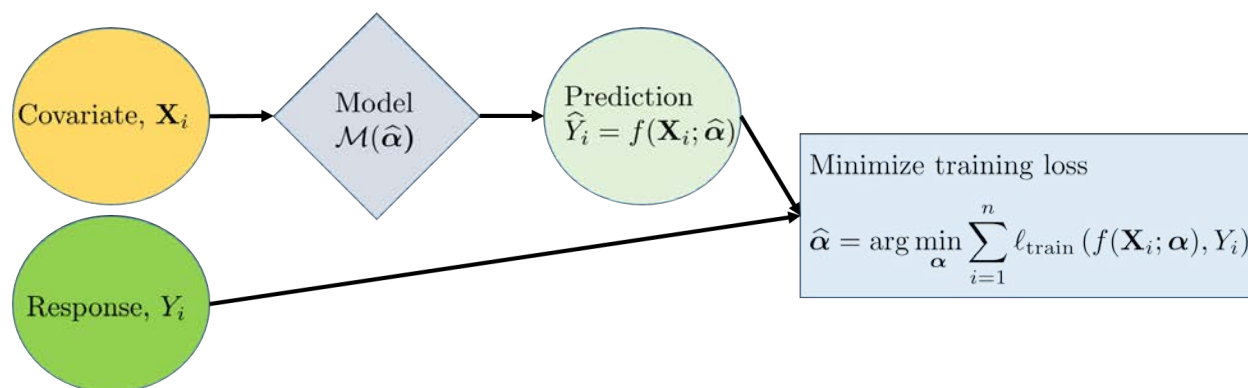 Covariate, 𝐗ᵢ
Model
ℳ(α̂)
Prediction
Ŷᵢ = f(𝐗ᵢ; α̂)
Minimize training loss
α̂ = arg min_α ∑_{i=1}^{n} ℓ_train (f(𝐗ᵢ; α), Yᵢ)
Response, Yᵢ